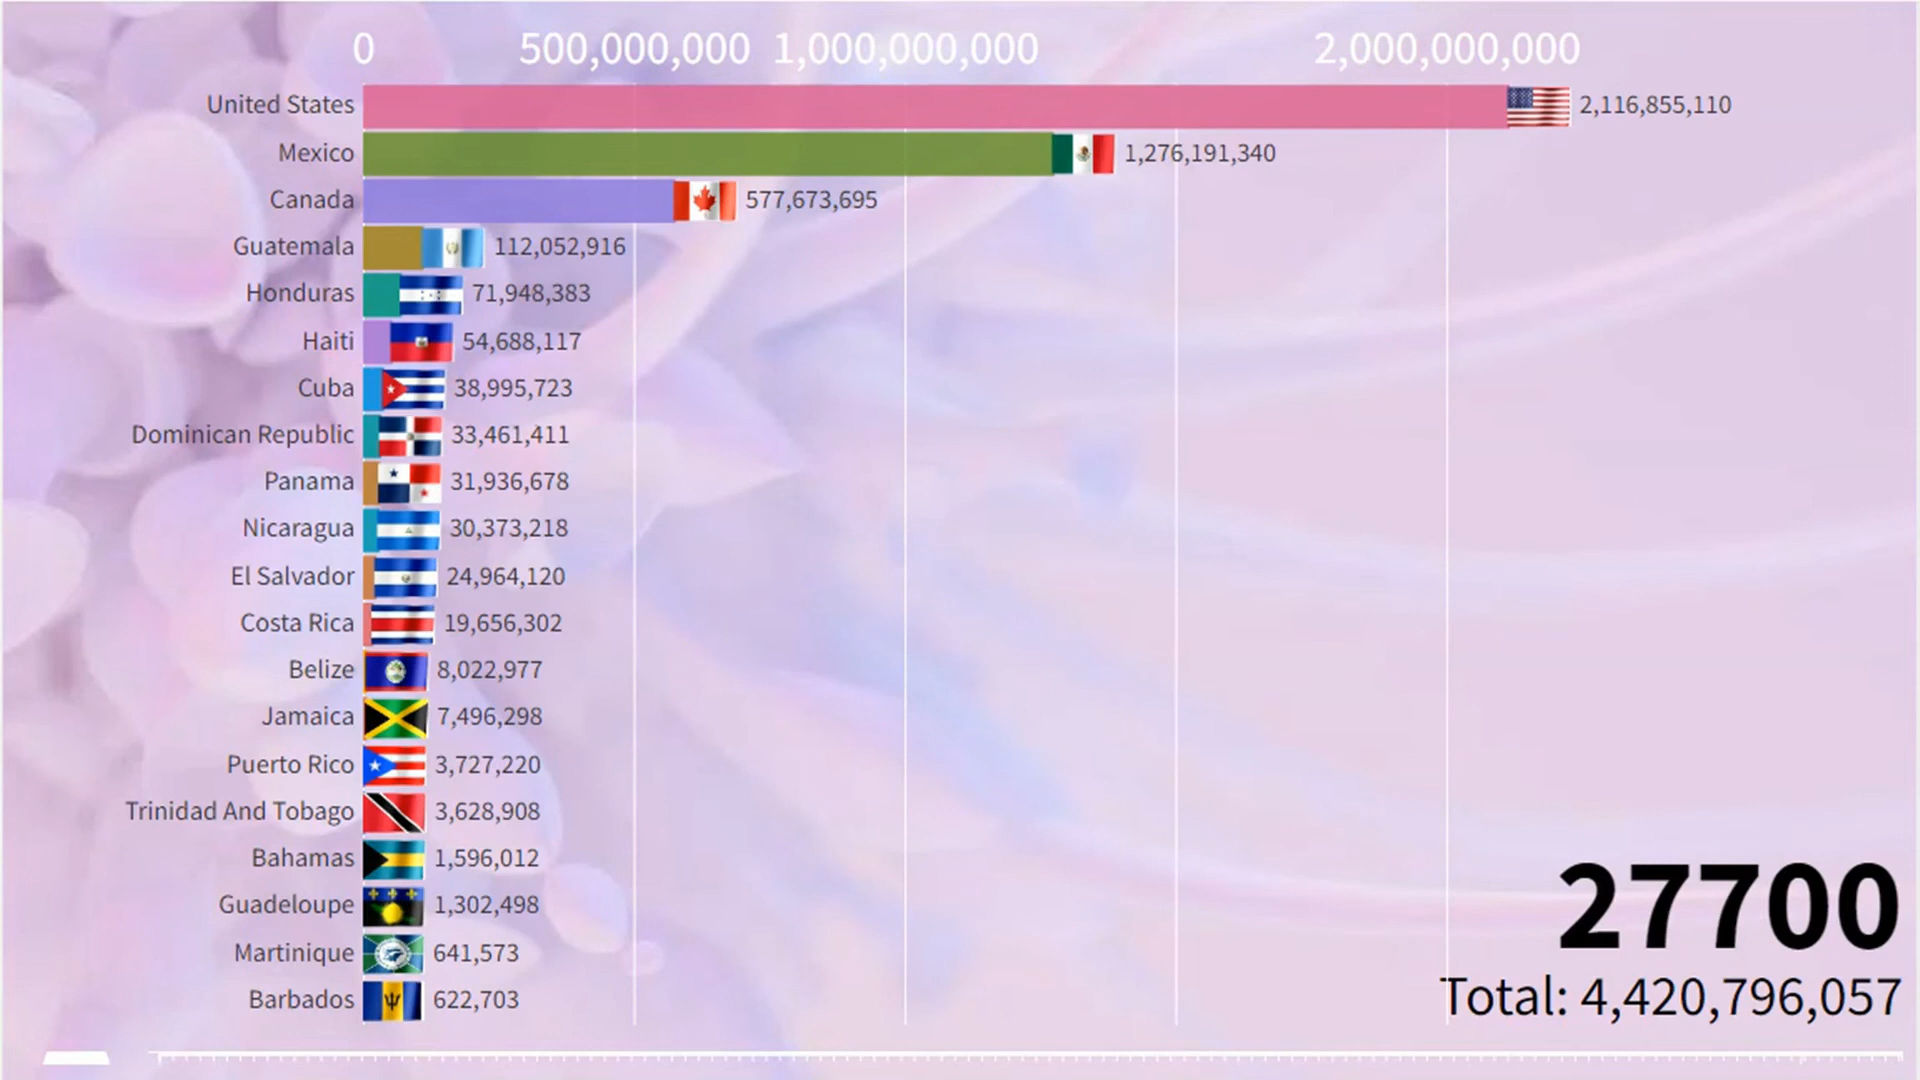 0 500,000,000 1,000,000,000 2,000,000,000
United States 2,116,855,110
Mexico 1,276,191,340
Canada 577,673,695
Guatemala 112,052,916
Honduras 71,948,383
Haiti 54,688,117
Cuba 38,995,723
Dominican Republic 33,461,411
Panama 31,936,678
Nicaragua 30,373,218
El Salvador 24,964,120
Costa Rica 19,656,302
Belize 8,022,977
Jamaica 7,496,298
Puerto Rico 3,727,220
Trinidad And Tobago 3,628,908
Bahamas 1,596,012
Guadeloupe 1,302,498
Martinique 641,573
Barbados 622,703
27700
Total: 4,420,796,057